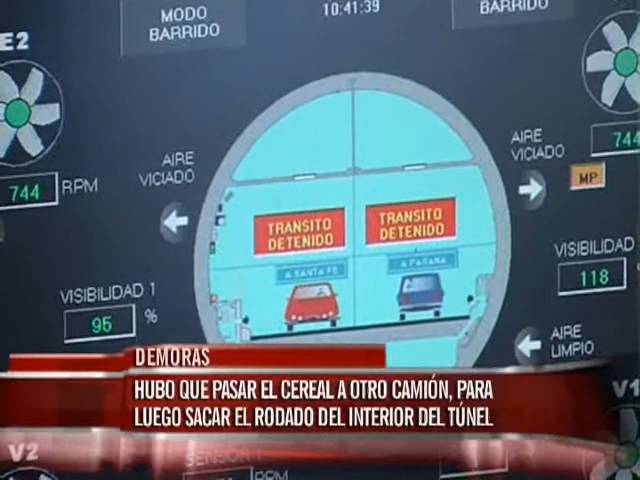 MODO
BARRIDO
10:41:39
BARRIDO
E2
AIRE
VICIADO
AIRE
VICIADO
744
RPM
744
MP
TRANSITO
DETENIDO
TRANSITO
DETENIDO
A SANTA FE
A PARANA
VISIBILIDAD 1
95 %
VISIBILIDAD
118
AIRE
LIMPIO
DEMORAS
HUBO QUE PASAR EL CEREAL A OTRO CAMIÓN, PARA
LUEGO SACAR EL RODADO DEL INTERIOR DEL TÚNEL
V1
V2
SENSOR 1
RPM